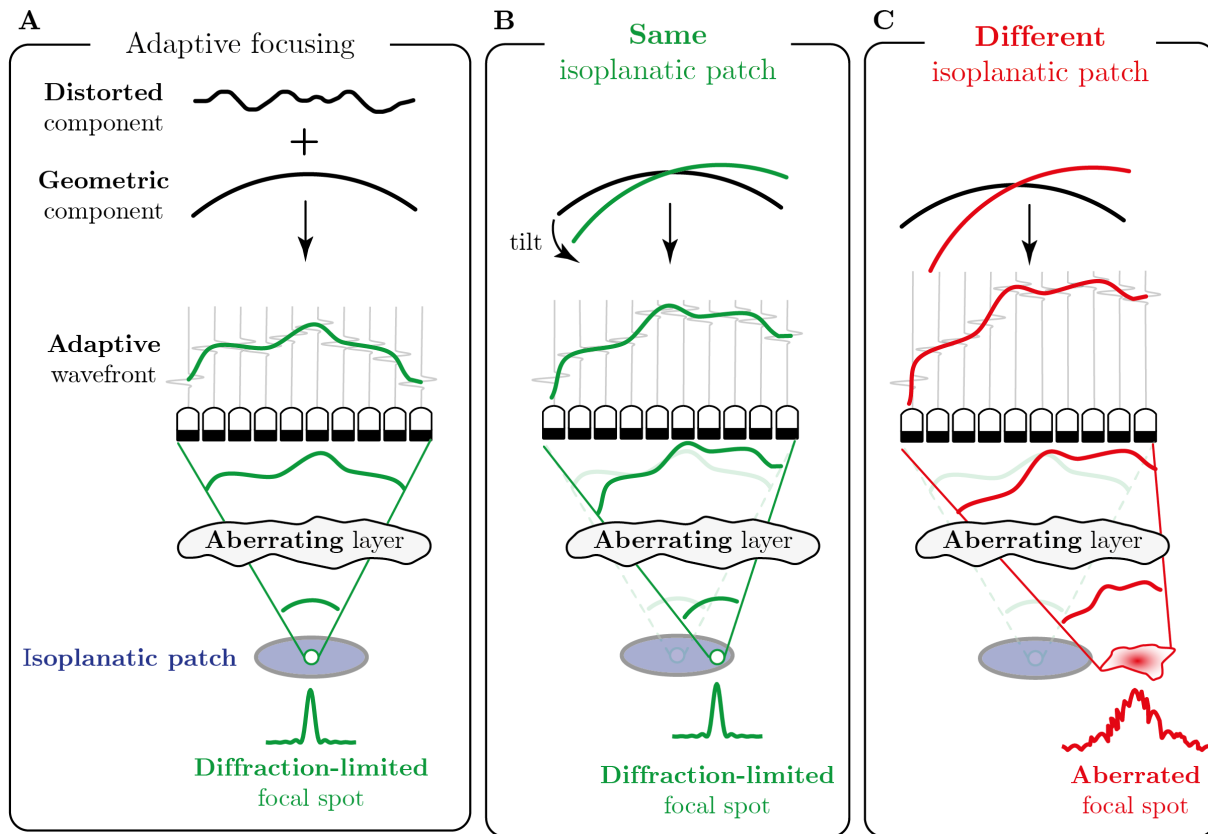 A
Adaptive focusing
Distorted
component
+
Geometric
component
Adaptive
wavefront
Aberrating layer
Isoplanatic patch
Diffraction-limited
focal spot
B
Same
isoplanatic patch
tilt
Aberrating layer
Diffraction-limited
focal spot
C
Different
isoplanatic patch
Aberrating layer
Aberrated
focal spot